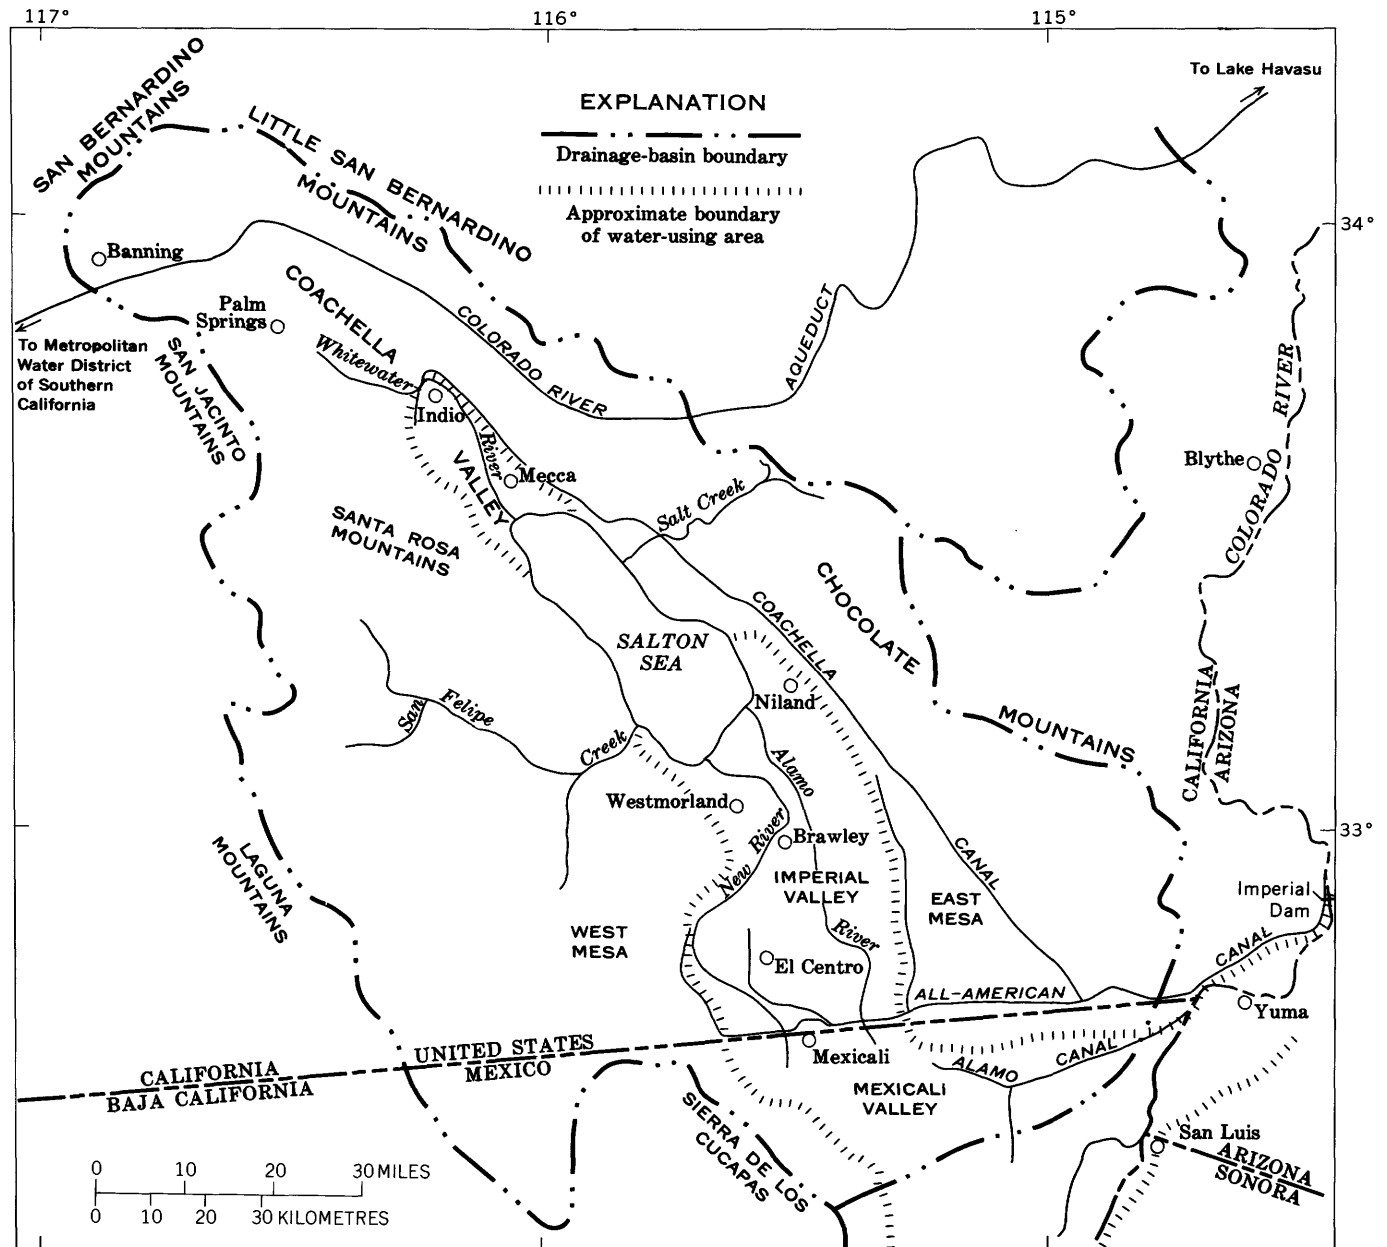 117°
116°
115°
To Lake Havasu
SAN BERNARDINO
MOUNTAINS
LITTLE SAN BERNARDINO
MOUNTAINS
EXPLANATION
Drainage-basin boundary
Approximate boundary
of water-using area
34°
Banning
Palm
Springs
COACHELLA
VALLEY
COLORADO RIVER
AQUEDUCT
To Metropolitan
Water District
of Southern
California
SAN JACINTO
MOUNTAINS
Whitewater
River
Indio
Mecca
Salt Creek
Blythe
COLORADO RIVER
SANTA ROSA
MOUNTAINS
CHOCOLATE
MOUNTAINS
COACHELLA
CANAL
SALTON
SEA
Niland
San Felipe
Creek
CALIFORNIA
ARIZONA
Alamo
River
Westmorland
New River
Brawley
33°
LAGUNA
MOUNTAINS
IMPERIAL
VALLEY
EAST
MESA
Imperial
Dam
WEST
MESA
El Centro
ALL-AMERICAN
CANAL
Yuma
UNITED STATES
MEXICO
CALIFORNIA
BAJA CALIFORNIA
Mexicali
ALAMO
CANAL
MEXICALI
VALLEY
SIERRA DE LOS
CUCAPAS
San Luis
ARIZONA
SONORA
0 10 20 30 MILES
0 10 20 30 KILOMETRES